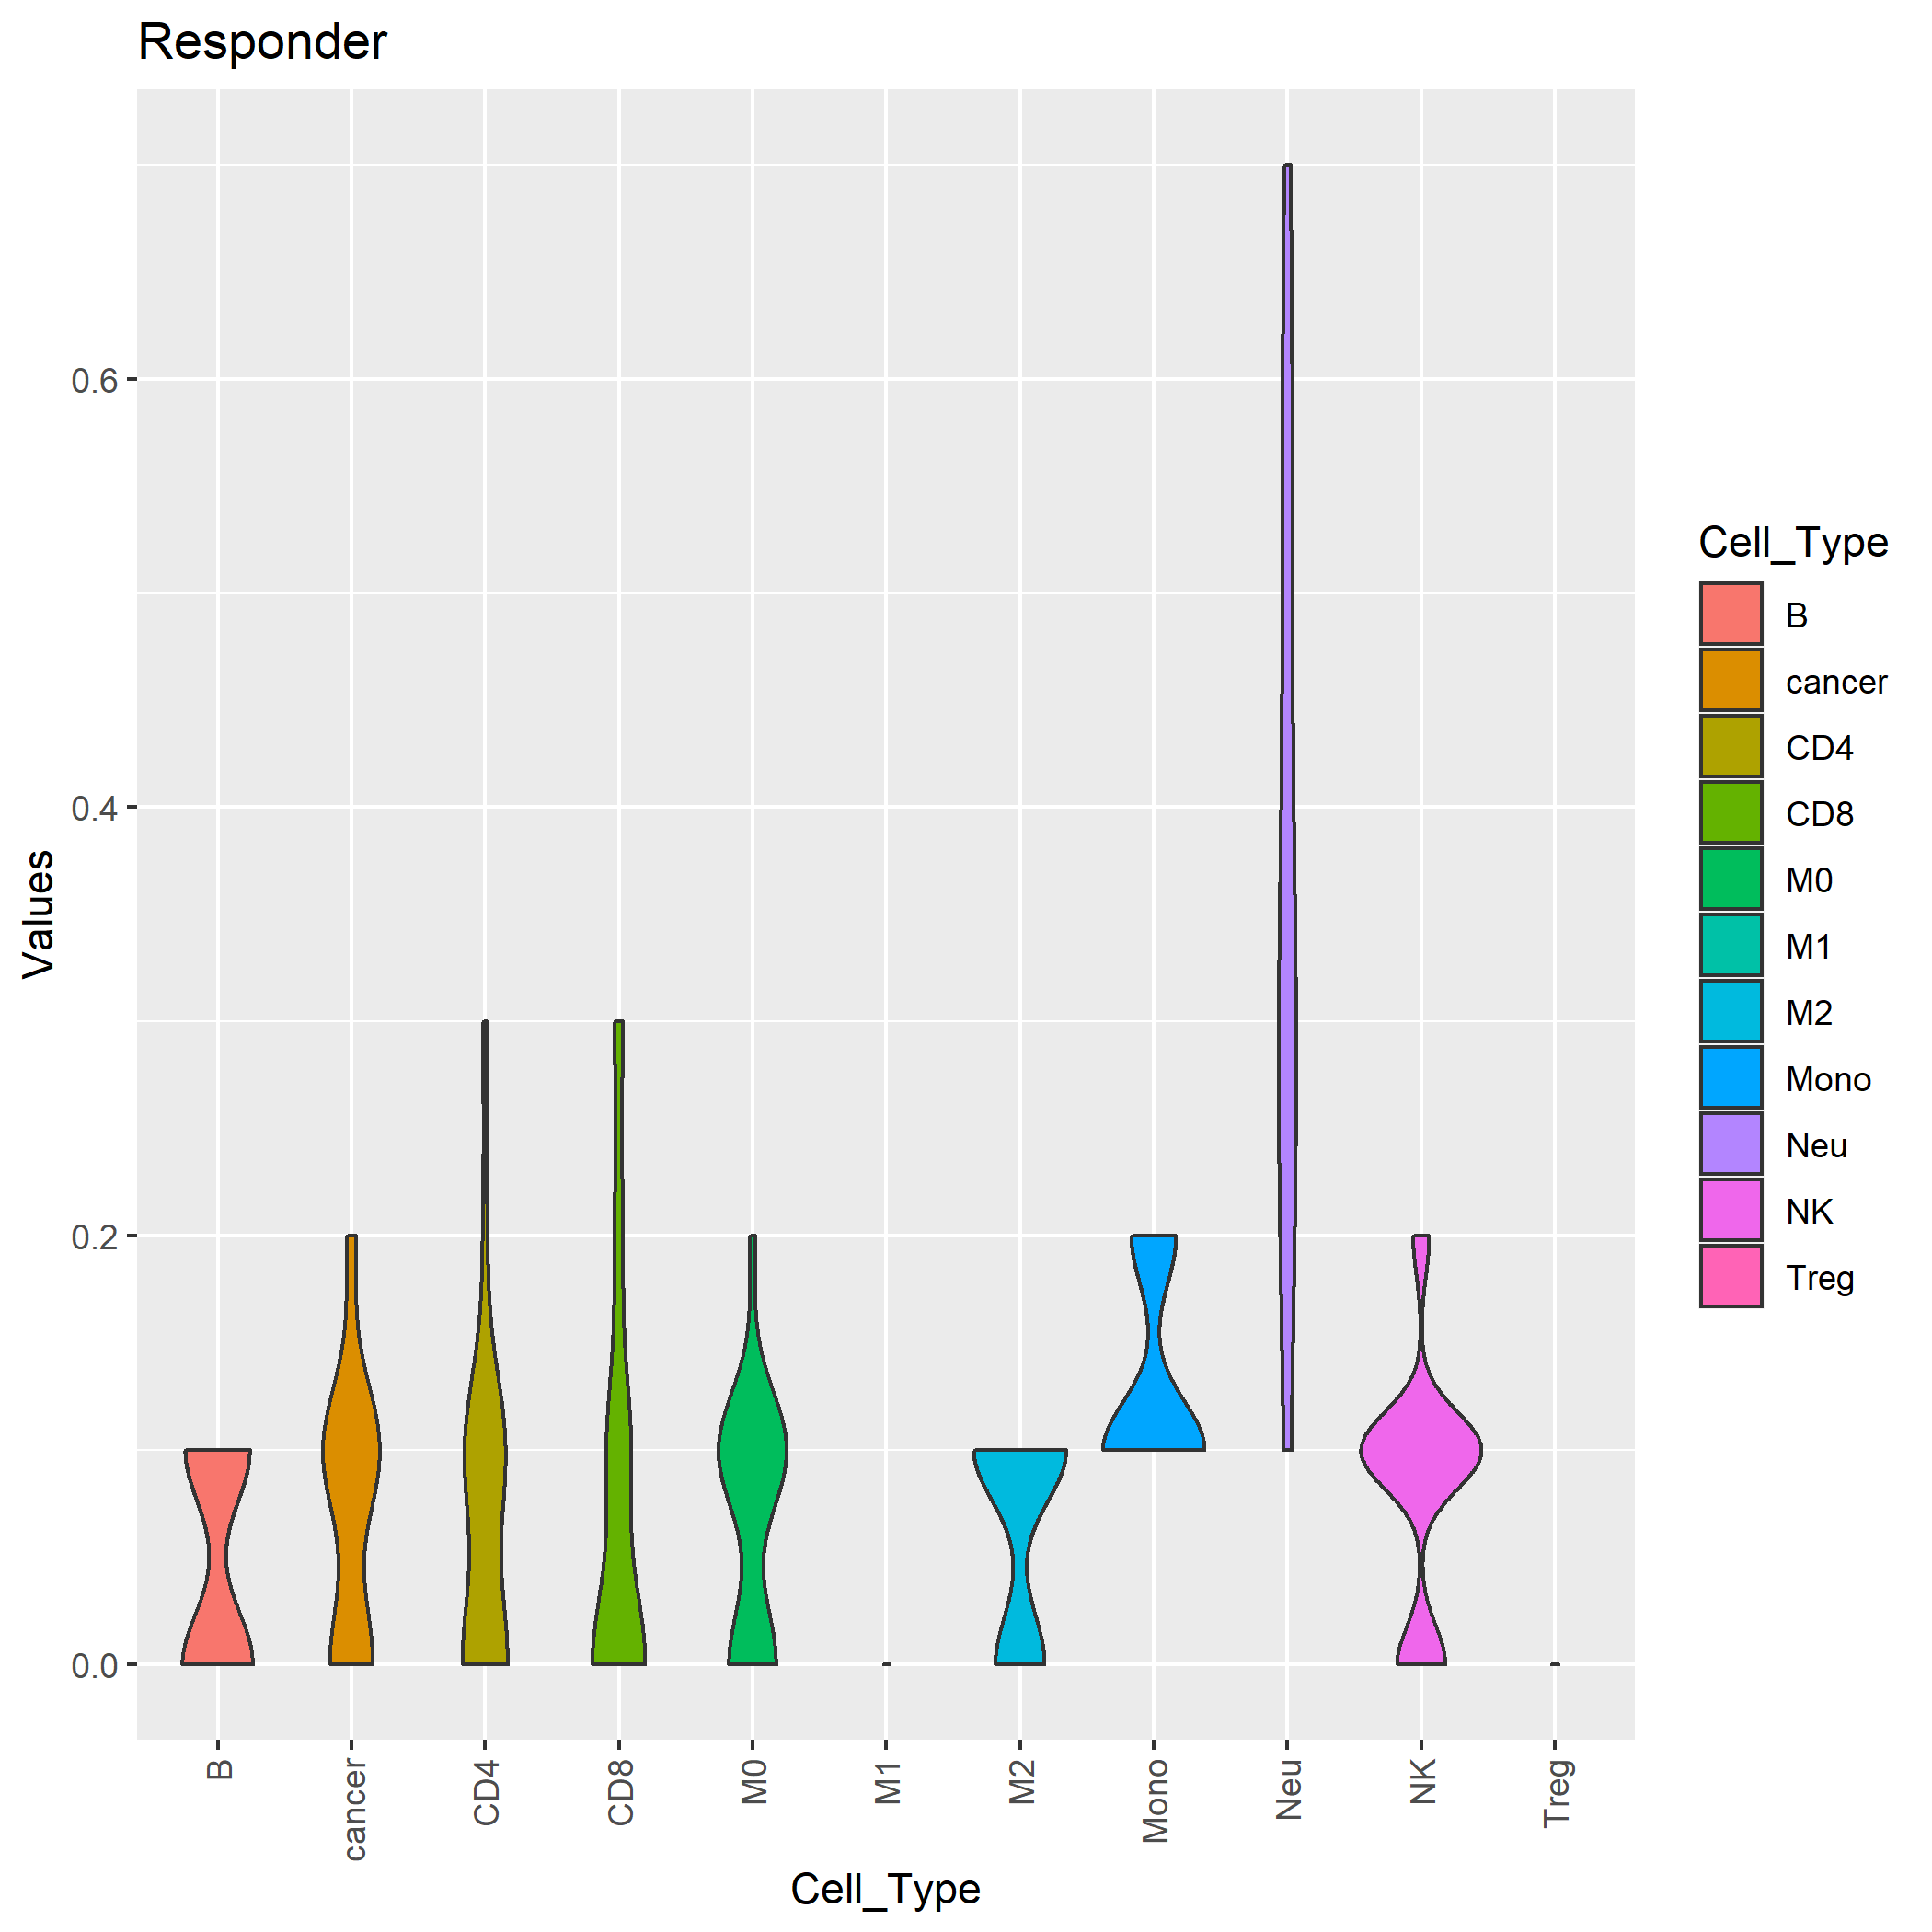 Responder
Values
0.6
0.4
0.2
0.0
B
cancer
CD4
CD8
M0
M1
M2
Mono
Neu
NK
Treg
Cell_Type
Cell_Type
B
cancer
CD4
CD8
M0
M1
M2
Mono
Neu
NK
Treg